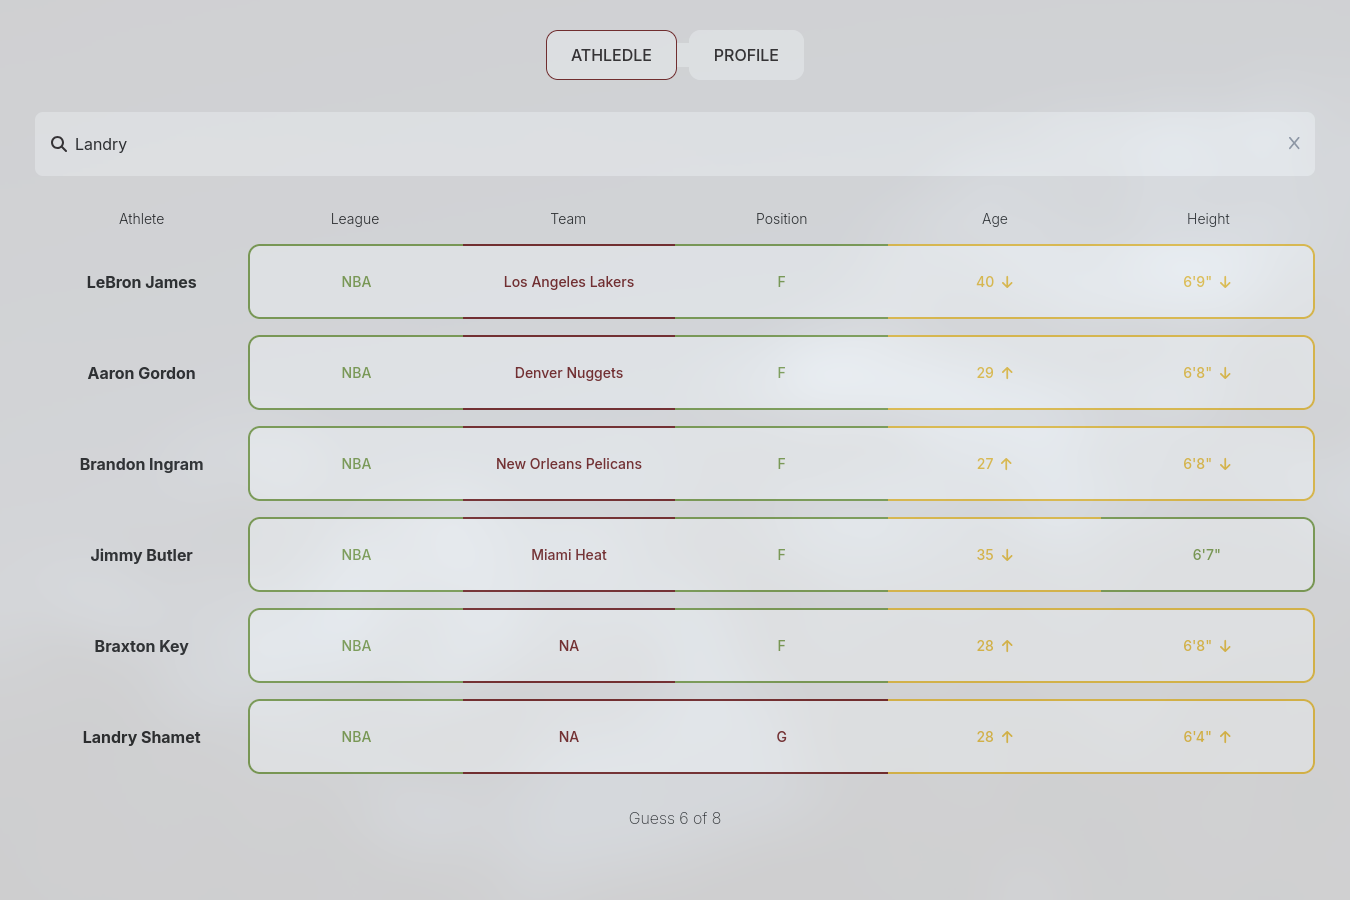 ATHLEDLE PROFILE
Landry X
Athlete League Team Position Age Height
LeBron James NBA Los Angeles Lakers F 40 ↓ 6'9" ↓
Aaron Gordon NBA Denver Nuggets F 29 ↑ 6'8" ↓
Brandon Ingram NBA New Orleans Pelicans F 27 ↑ 6'8" ↓
Jimmy Butler NBA Miami Heat F 35 ↓ 6'7"
Braxton Key NBA NA F 28 ↑ 6'8" ↓
Landry Shamet NBA NA G 28 ↑ 6'4" ↑
Guess 6 of 8